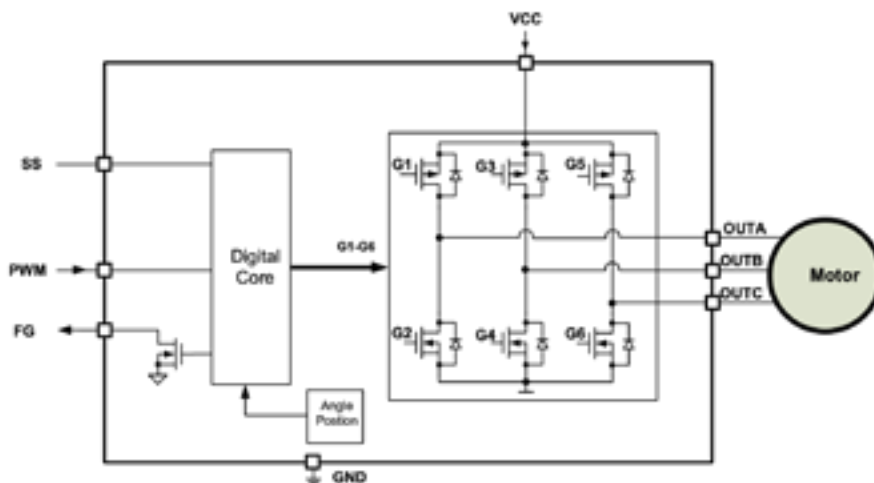 VCC
SS
G1
G3
G5
OUTA
Digital
Core
G1-G6
OUTB
Motor
PWM
OUTC
FG
G2
G4
G6
Angle
Postion
GND